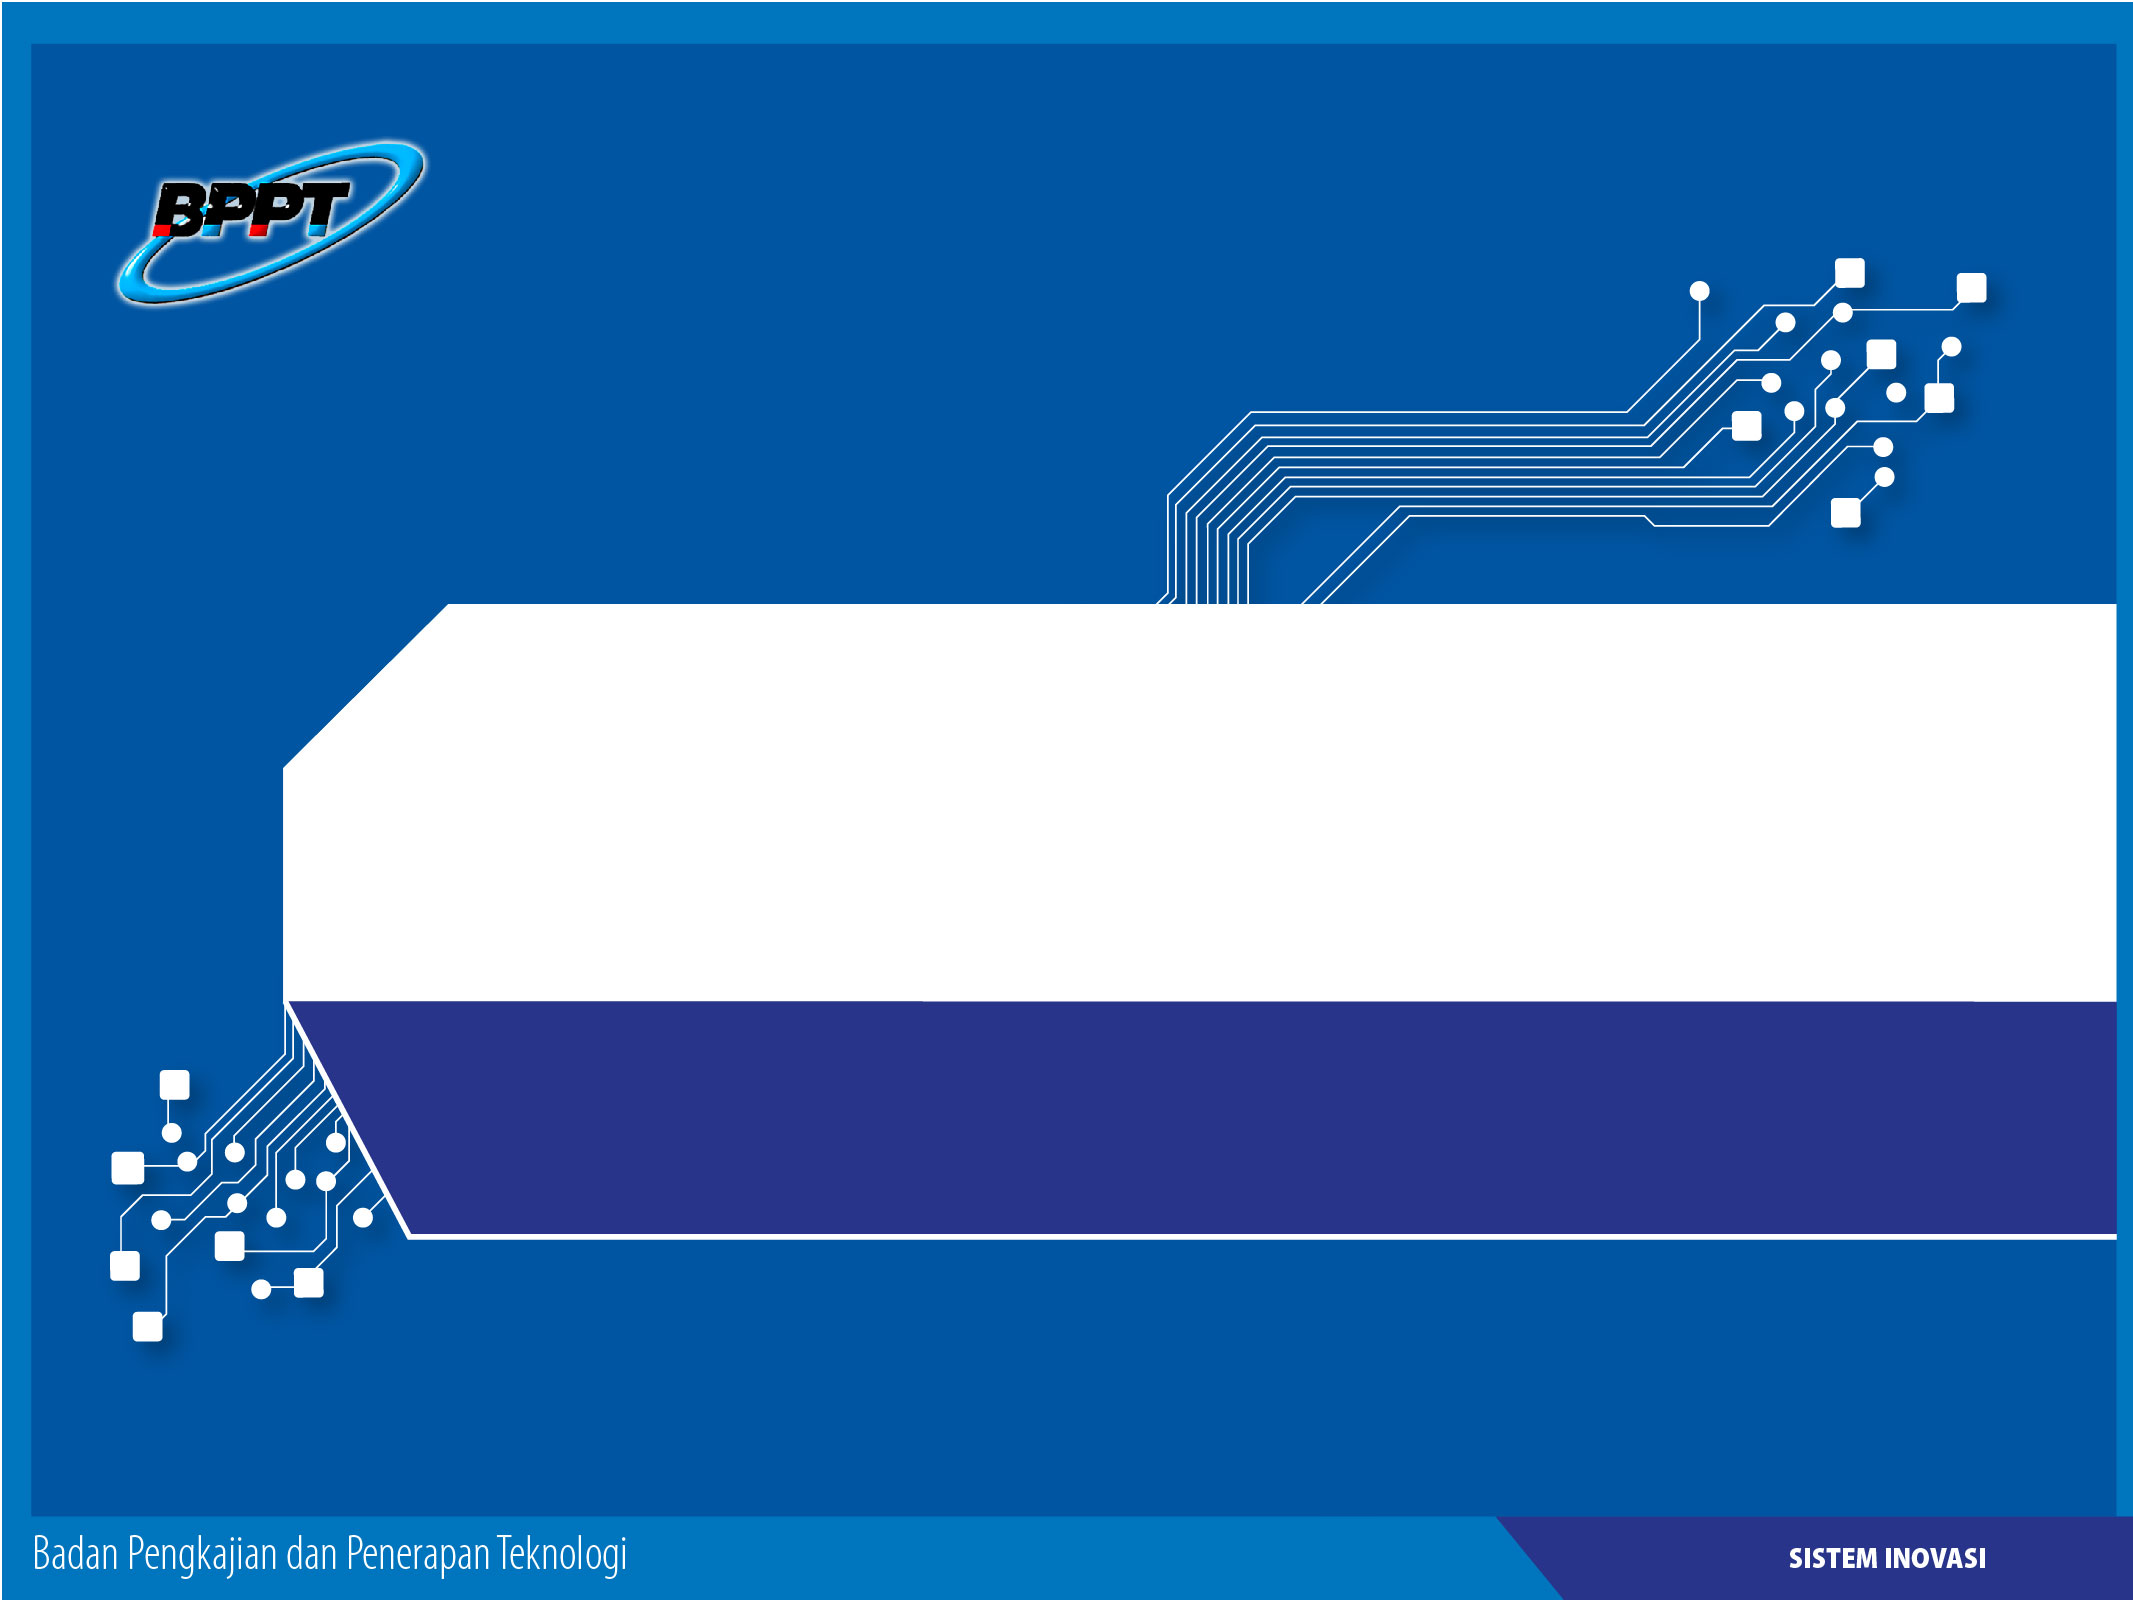 BPPT
Badan Pengkajian dan Penerapan Teknologi
SISTEM INOVASI